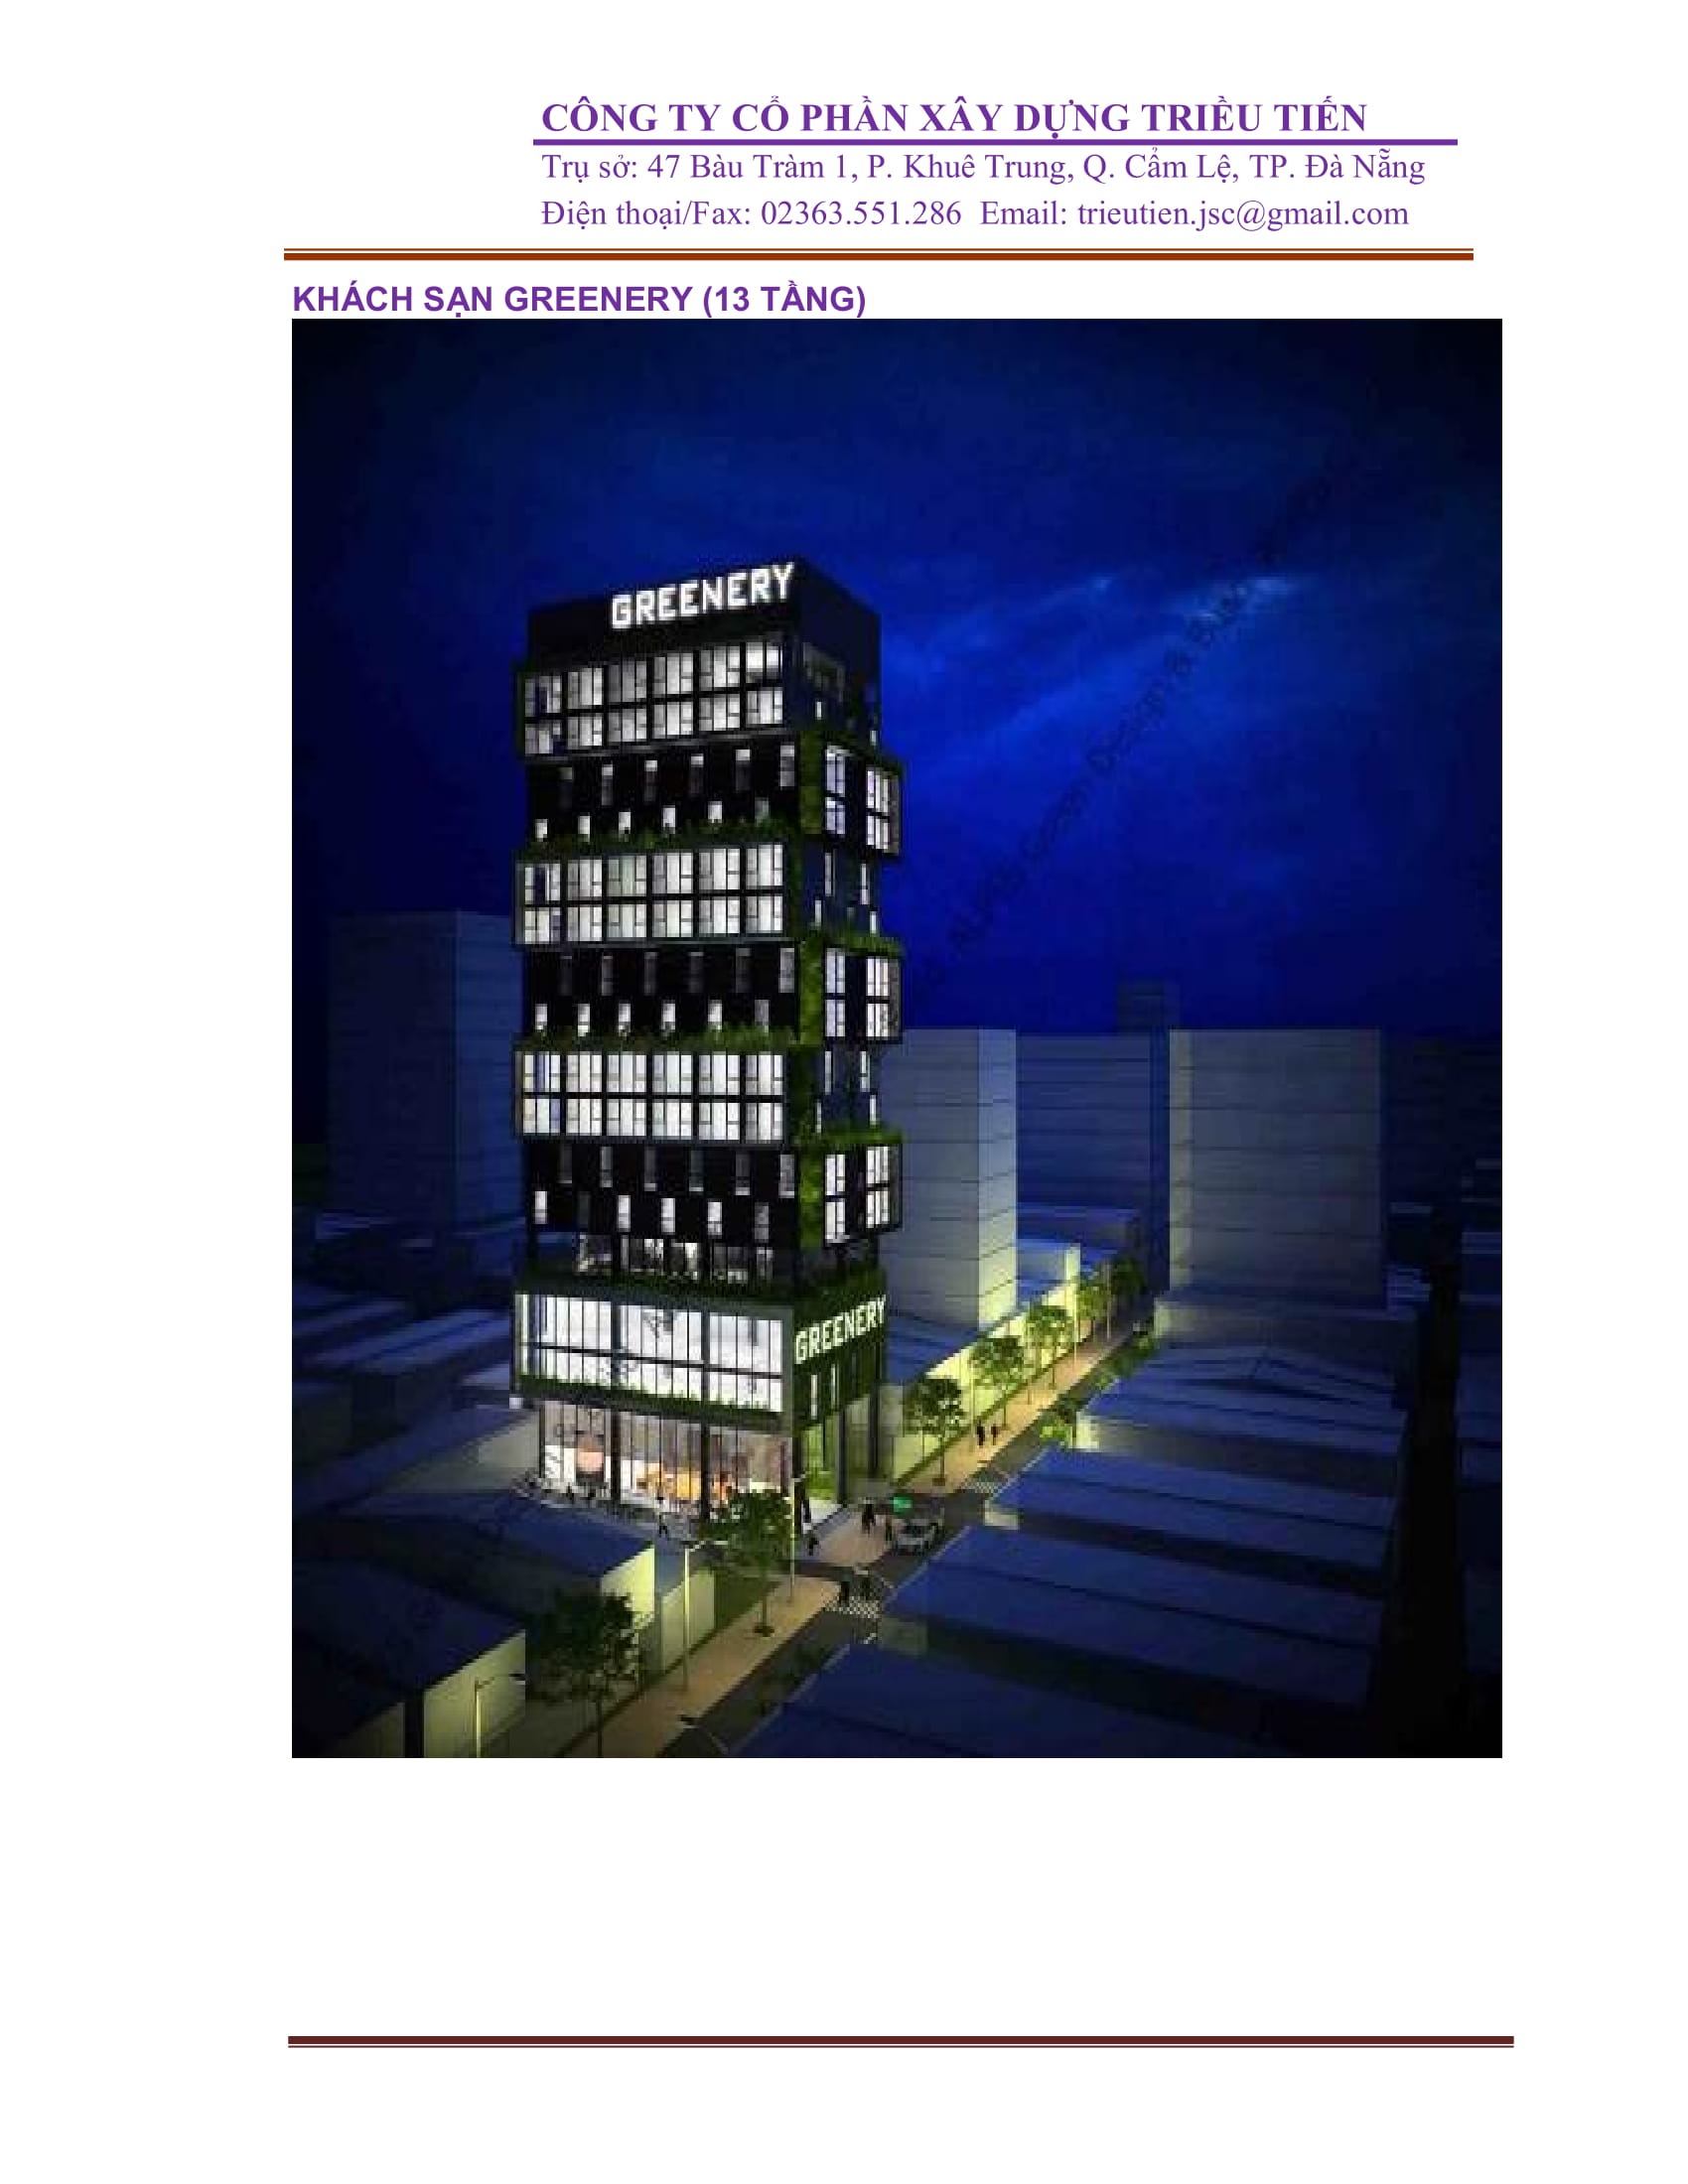 CÔNG TY CỔ PHẦN XÂY DỰNG TRIỀU TIẾN
Trụ sở: 47 Bàu Tràm 1, P. Khuê Trung, Q. Cẩm Lệ, TP. Đà Nẵng
Điện thoại/Fax: 02363.551.286 Email: trieutien.jsc@gmail.com
KHÁCH SẠN GREENERY (13 TẦNG)
GREENERY
GREENERY